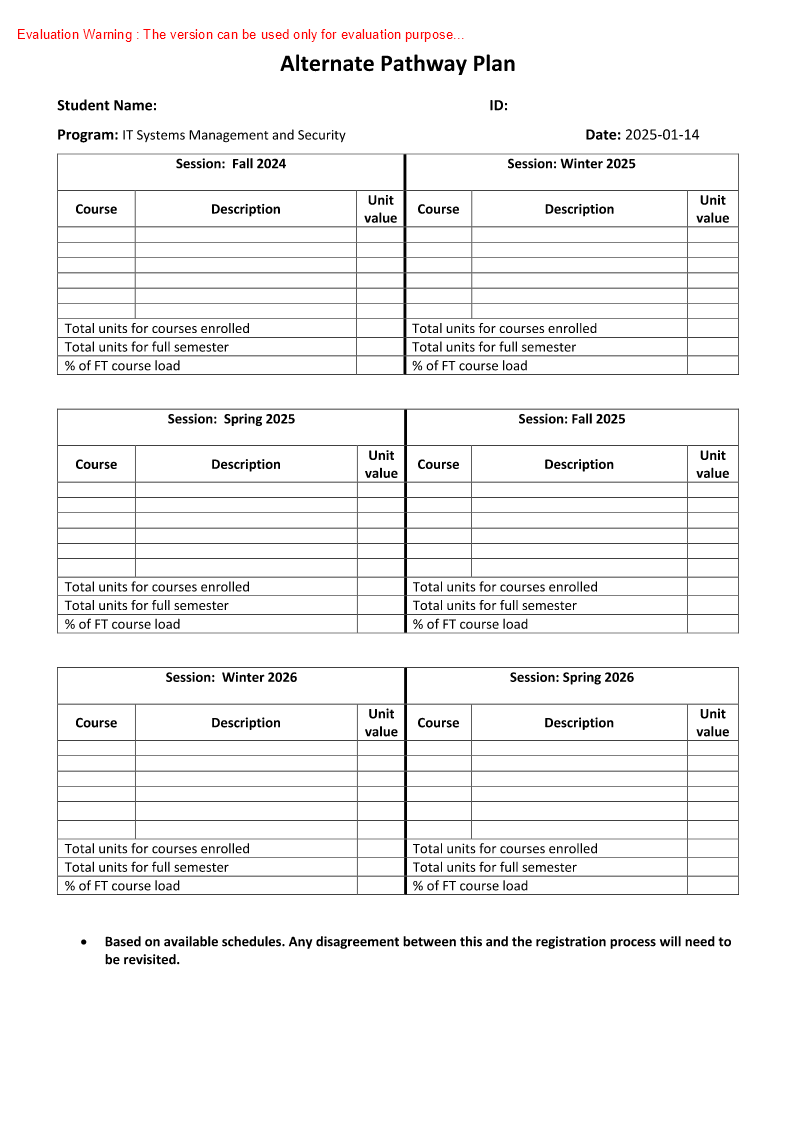 Evaluation Warning : The version can be used only for evaluation purpose...
Alternate Pathway Plan
Student Name: ID:
Program: IT Systems Management and Security Date: 2025-01-14
Session: Fall 2024 Session: Winter 2025
Course Description Unit value Course Description Unit value
Total units for courses enrolled Total units for courses enrolled
Total units for full semester Total units for full semester
% of FT course load % of FT course load
Session: Spring 2025 Session: Fall 2025
Course Description Unit value Course Description Unit value
Total units for courses enrolled Total units for courses enrolled
Total units for full semester Total units for full semester
% of FT course load % of FT course load
Session: Winter 2026 Session: Spring 2026
Course Description Unit value Course Description Unit value
Total units for courses enrolled Total units for courses enrolled
Total units for full semester Total units for full semester
% of FT course load % of FT course load
• Based on available schedules. Any disagreement between this and the registration process will need to
be revisited.